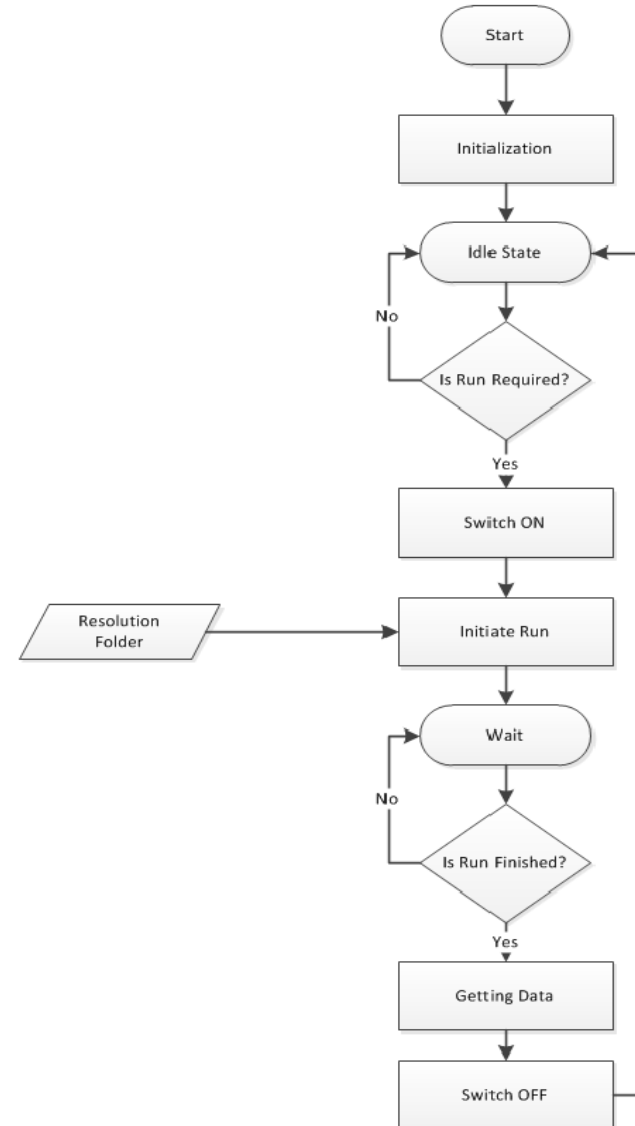 Start
Initialization
Idle State
No
Is Run Required?
Yes
Switch ON
Resolution
Folder
Initiate Run
Wait
No
Is Run Finished?
Yes
Getting Data
Switch OFF